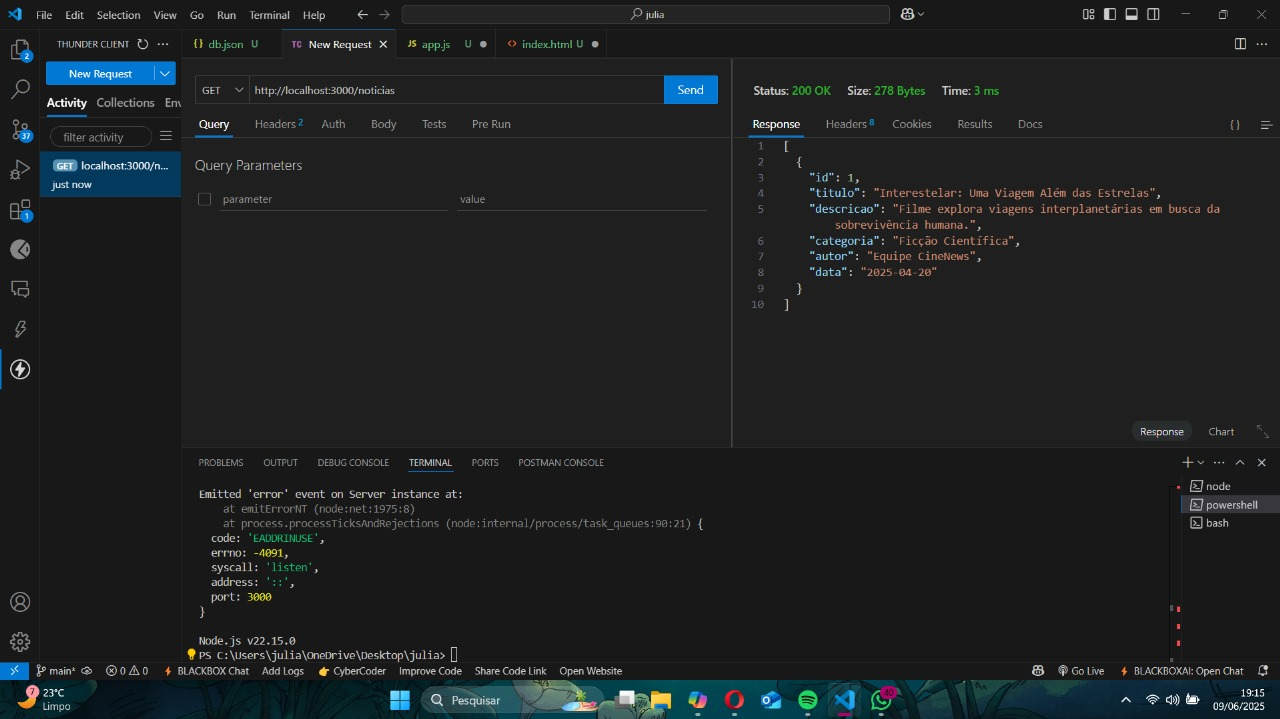 File Edit Selection View Go Run Terminal Help
julia
THUNDER CLIENT
{} db.json U
TC New Request
JS app.js U
<> index.html U
New Request
Activity Collections Env
filter activity
GET localhost:3000/n...
just now
2
37
1
GET http://localhost:3000/noticias Send
Query Headers 2 Auth Body Tests Pre Run
Query Parameters
parameter value
Status: 200 OK Size: 278 Bytes Time: 3 ms
Response Headers 8 Cookies Results Docs
{ }
1 [
2 {
3 "id": 1,
4 "titulo": "Interestelar: Uma Viagem Além das Estrelas",
5 "descricao": "Filme explora viagens interplanetárias em busca da
sobrevivência humana.",
6 "categoria": "Ficção Científica",
7 "autor": "Equipe CineNews",
8 "data": "2025-04-20"
9 }
10 ]
Response Chart
PROBLEMS OUTPUT DEBUG CONSOLE TERMINAL PORTS POSTMAN CONSOLE
Emitted 'error' event on Server instance at:
at emitErrorNT (node:net:1975:8)
at process.processTicksAndRejections (node:internal/process/task_queues:90:21) {
code: 'EADDRINUSE',
errno: -4091,
syscall: 'listen',
address: '::',
port: 3000
}
Node.js v22.15.0
PS C:\Users\julia\OneDrive\Desktop\julia>
node
powershell
bash
main* 0 0 BLACKBOX Chat Add Logs CyberCoder Improve Code Share Code Link Open Website Go Live BLACKBOXAI: Open Chat
7
23°C
Limpo
Pesquisar
40
19:15
09/06/2025